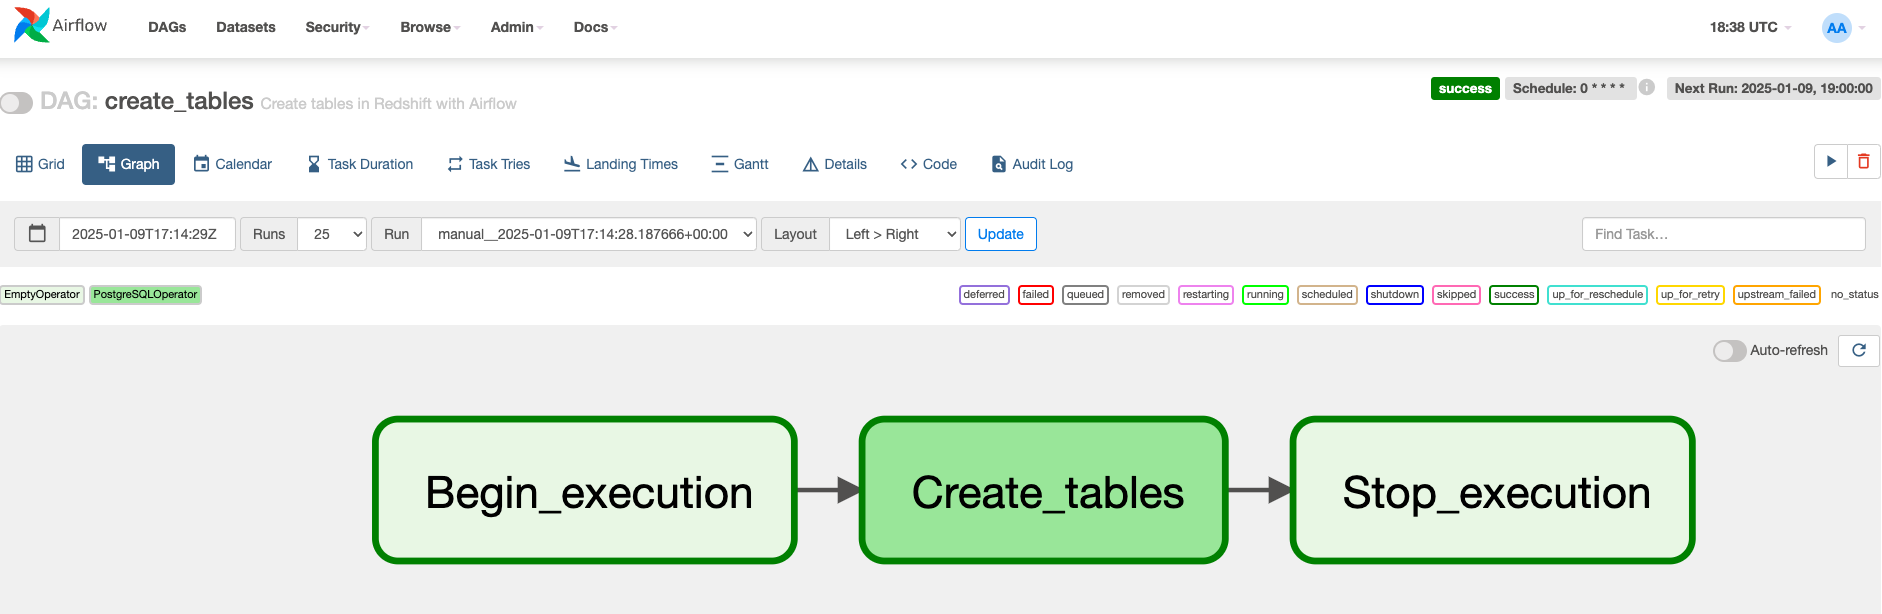 Airflow DAGs Datasets Security Browse Admin Docs 18:38 UTC AA
success Schedule: 0 * * * * i Next Run: 2025-01-09, 19:00:00
DAG: create_tables Create tables in Redshift with Airflow
Grid Graph Calendar Task Duration Task Tries Landing Times Gantt Details Code Audit Log
2025-01-09T17:14:29Z Runs 25 Run manual__2025-01-09T17:14:28.187666+00:00 Layout Left > Right Update Find Task...
EmptyOperator PostgreSQLOperator deferred failed queued removed restarting running scheduled shutdown skipped success up_for_reschedule up_for_retry upstream_failed no_status
Auto-refresh
Begin_execution Create_tables Stop_execution